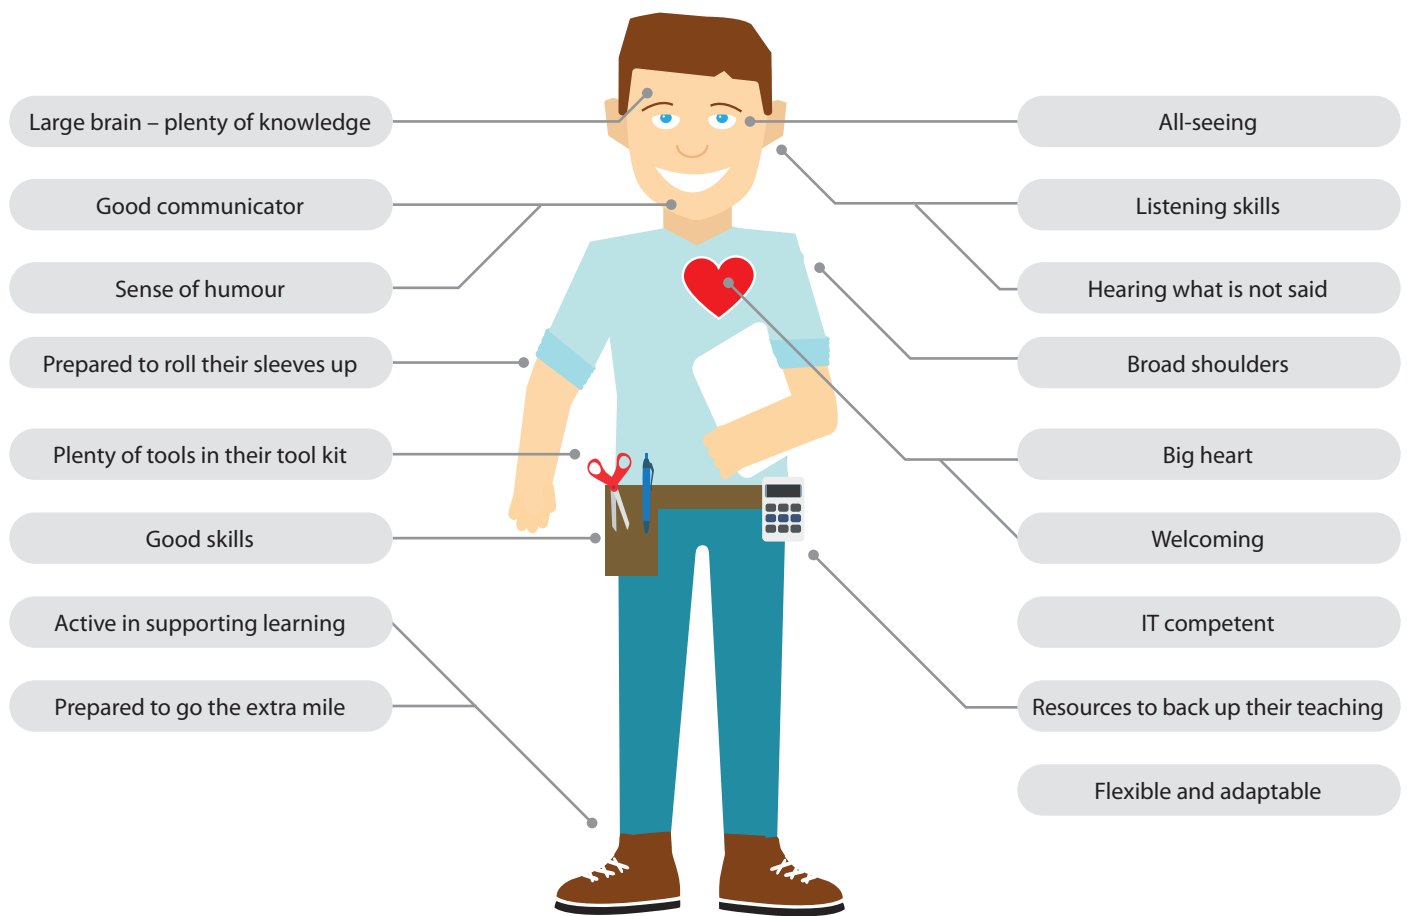 Large brain – plenty of knowledge
Good communicator
Sense of humour
Prepared to roll their sleeves up
Plenty of tools in their tool kit
Good skills
Active in supporting learning
Prepared to go the extra mile
All-seeing
Listening skills
Hearing what is not said
Broad shoulders
Big heart
Welcoming
IT competent
Resources to back up their teaching
Flexible and adaptable